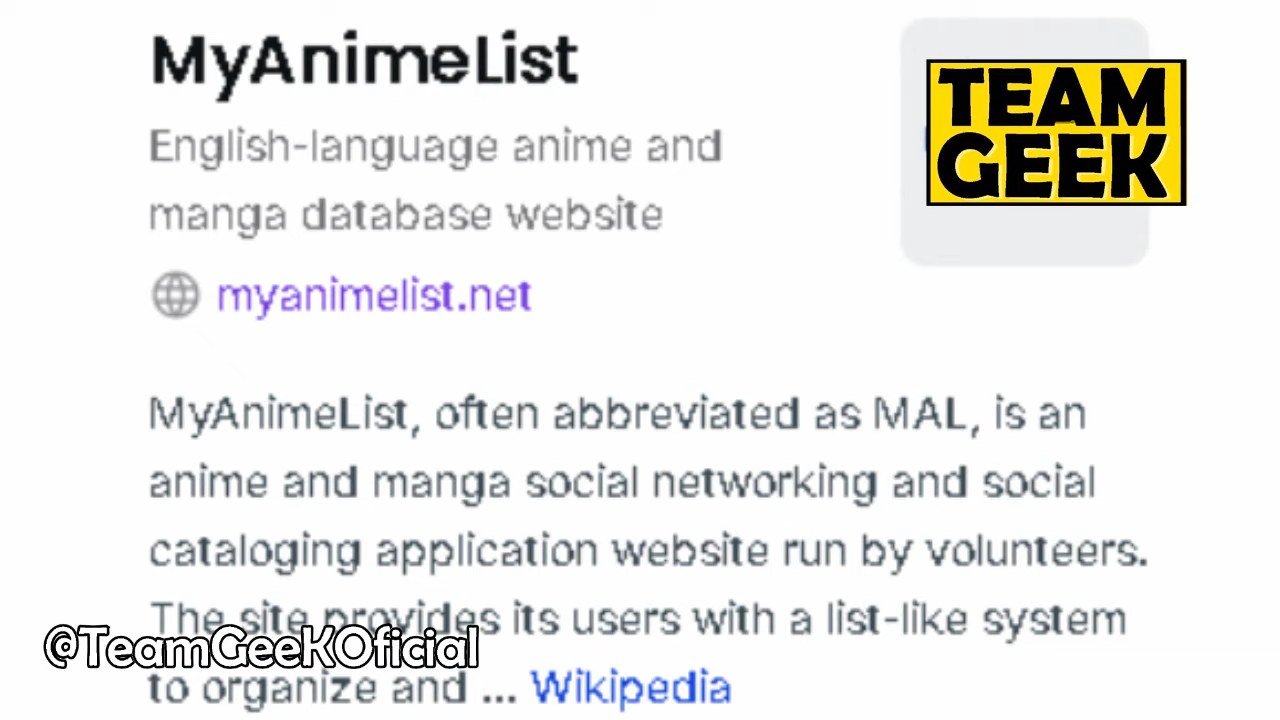 MyAnimeList
TEAM
GEEK
English-language anime and
manga database website
myanimelist.net
MyAnimeList, often abbreviated as MAL, is an
anime and manga social networking and social
cataloging application website run by volunteers.
The site provides its users with a list-like system
@TeamGeeKOficial
to organize and ... Wikipedia